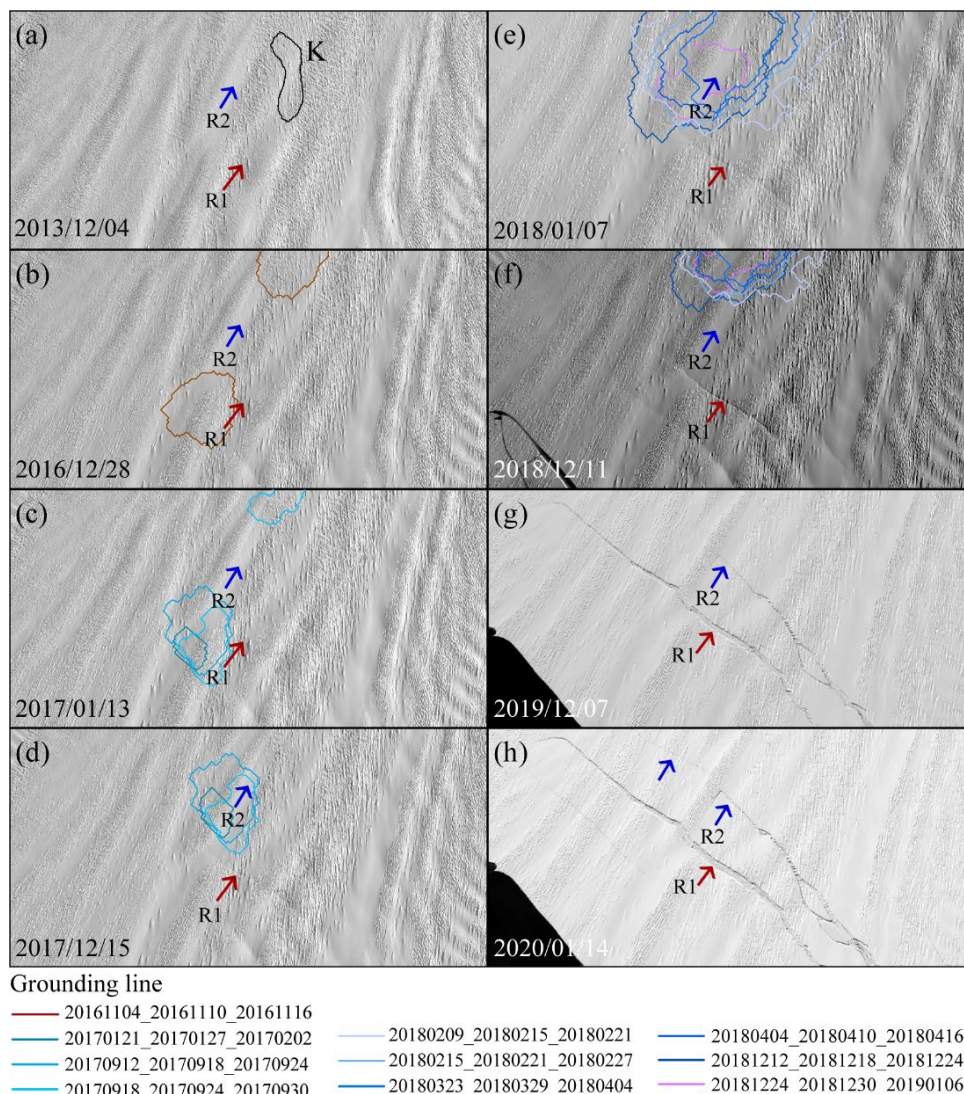 (a)
K
R2
R1
2013/12/04
(b)
R2
R1
2016/12/28
(c)
R2
R1
2017/01/13
(d)
R2
R1
2017/12/15
(e)
R2
R1
2018/01/07
(f)
R2
R1
2018/12/11
(g)
R2
R1
2019/12/07
(h)
R2
R1
2020/01/14
Grounding line
20161104_20161110_20161116
20170121_20170127_20170202
20170912_20170918_20170924
20170918_20170924_20170930
20180209_20180215_20180221
20180215_20180221_20180227
20180323_20180329_20180404
20180404_20180410_20180416
20181212_20181218_20181224
20181224_20181230_20190106